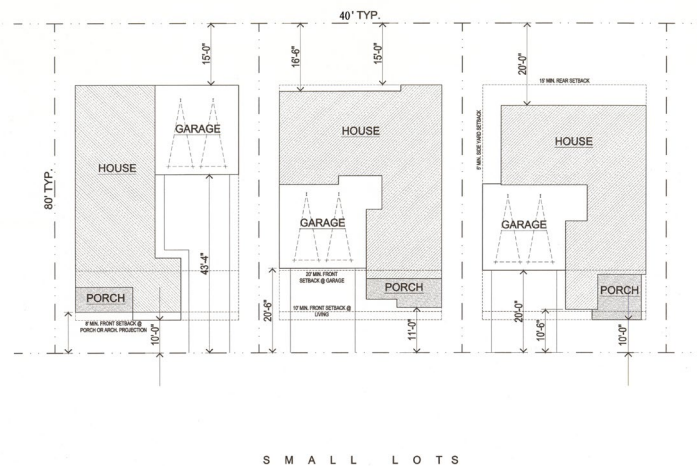 40' TYP.
15'-0"
16'-6"
15'-0"
20'-0"
15' MIN. REAR SETBACK
5' MIN. SIDE YARD SETBACK
80' TYP.
HOUSE
GARAGE
PORCH
43'-4"
8' MIN. FRONT SETBACK @
PORCH OR ARCH. PROJECTION
10'-0"
HOUSE
GARAGE
PORCH
20' MIN. FRONT
SETBACK @ GARAGE
10' MIN. FRONT SETBACK @
LIVING
20'-6"
11'-0"
HOUSE
GARAGE
PORCH
20'-0"
10'-6"
10'-0"
SMALL LOTS